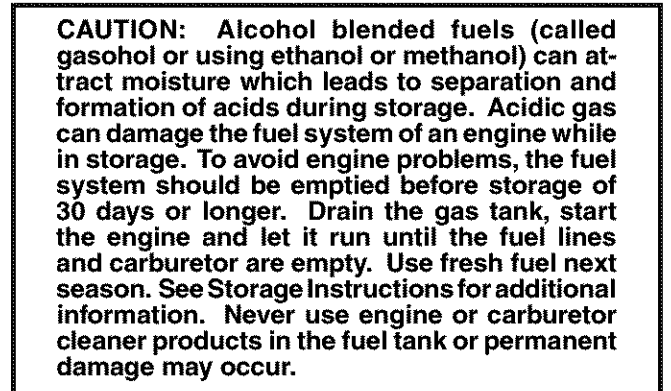 CAUTION: Alcohol blended fuels (called
gasohol or using ethanol or methanol) can at-
tract moisture which leads to separation and
formation of acids during storage. Acidic gas
can damage the fuel system of an engine while
in storage. To avoid engine problems, the fuel
system should be emptied before storage of
30 days or longer. Drain the gas tank, start
the engine and let it run until the fuel lines
and carburetor are empty. Use fresh fuel next
season. See Storage Instructions for additional
information. Never use engine or carburetor
cleaner products in the fuel tank or permanent
damage may occur.